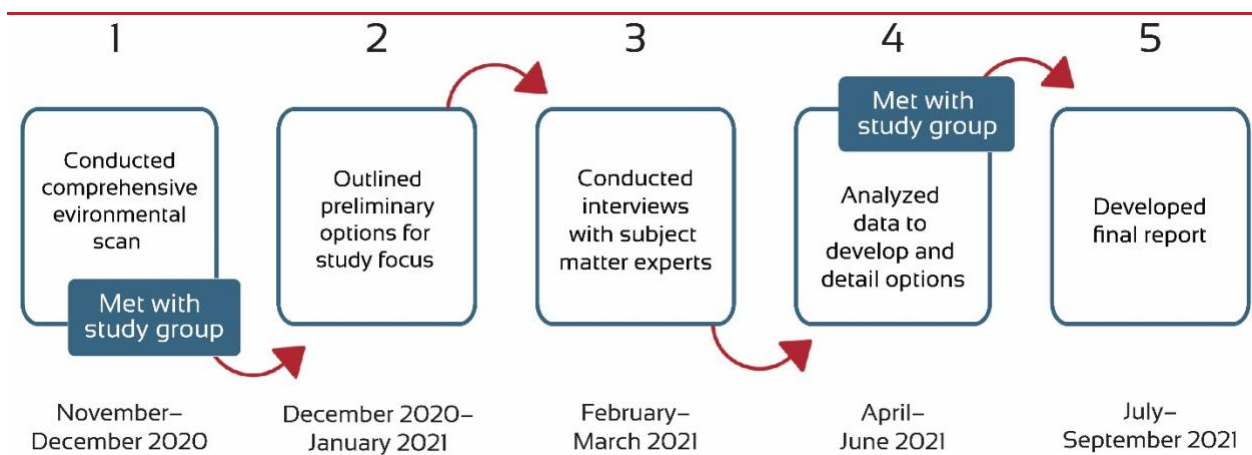 1
Conducted
comprehensive
evironmental
scan
Met with
study group
November–
December 2020
2
Outlined
preliminary
options for
study focus
December 2020–
January 2021
3
Conducted
interviews
with subject
matter experts
February–
March 2021
4
Met with
study group
Analyzed
data to
develop and
detail options
April–
June 2021
5
Developed
final report
July–
September 2021